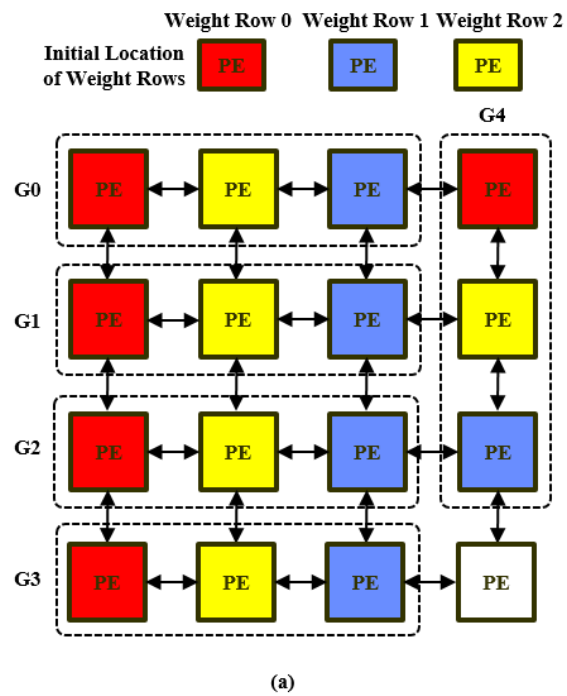 Weight Row 0 Weight Row 1 Weight Row 2
Initial Location
of Weight Rows
PE PE PE
G4
G0 PE PE PE PE
G1 PE PE PE PE
G2 PE PE PE PE
G3 PE PE PE PE
(a)